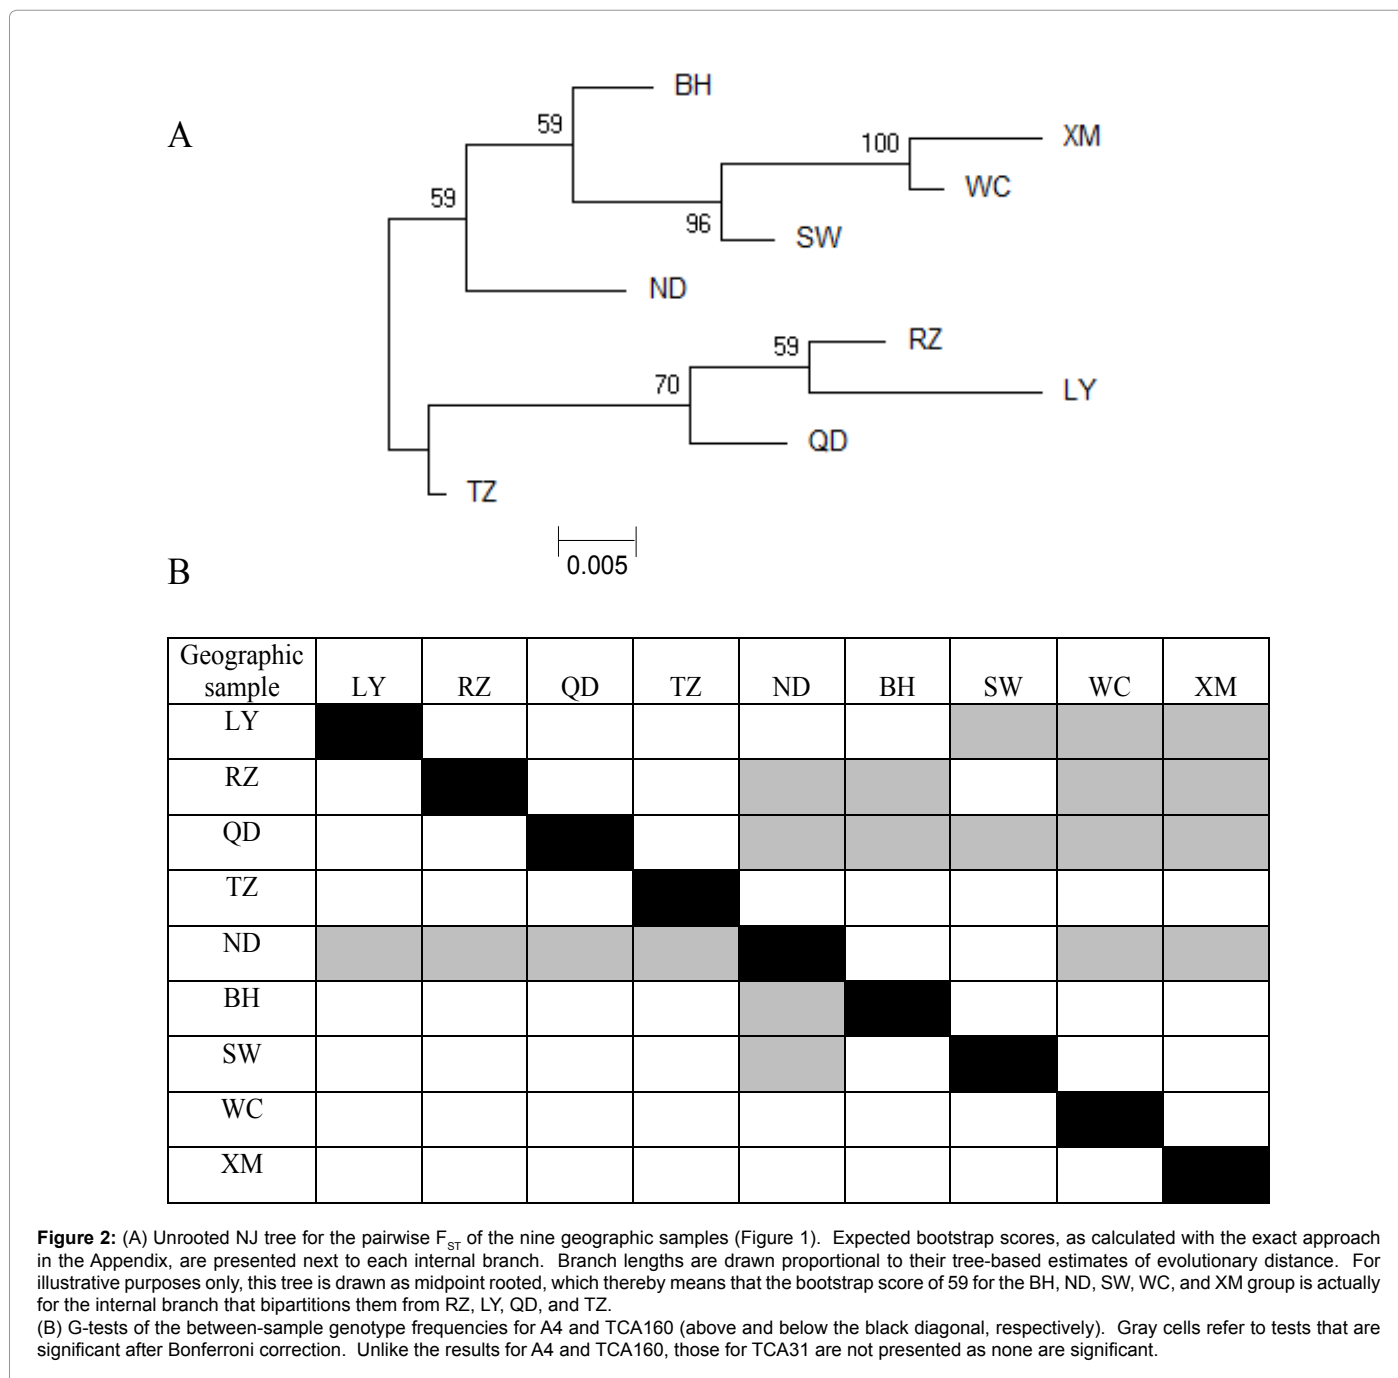 A
BH
59
XM
100
WC
59
96
SW
ND
RZ
59
LY
70
QD
TZ
0.005
B
Geographic sample LY RZ QD TZ ND BH SW WC XM
LY
RZ
QD
TZ
ND
BH
SW
WC
XM
Figure 2: (A) Unrooted NJ tree for the pairwise FST of the nine geographic samples (Figure 1). Expected bootstrap scores, as calculated with the exact approach
in the Appendix, are presented next to each internal branch. Branch lengths are drawn proportional to their tree-based estimates of evolutionary distance. For
illustrative purposes only, this tree is drawn as midpoint rooted, which thereby means that the bootstrap score of 59 for the BH, ND, SW, WC, and XM group is actually
for the internal branch that bipartitions them from RZ, LY, QD, and TZ.
(B) G-tests of the between-sample genotype frequencies for A4 and TCA160 (above and below the black diagonal, respectively). Gray cells refer to tests that are
significant after Bonferroni correction. Unlike the results for A4 and TCA160, those for TCA31 are not presented as none are significant.